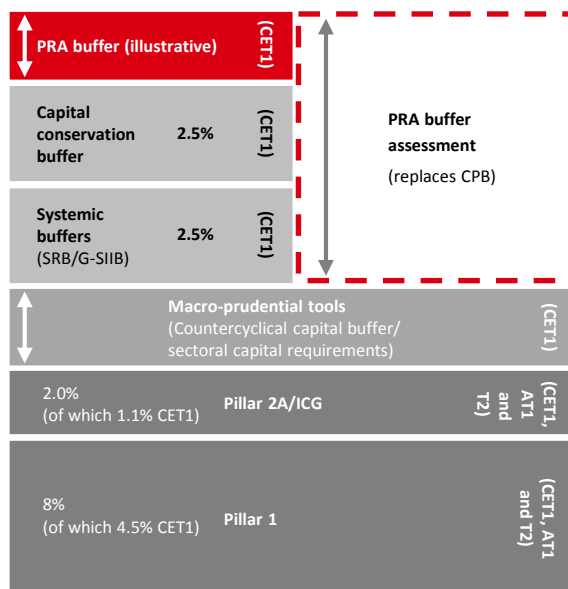 PRA buffer (illustrative)
(CET1)
Capital
conservation
buffer
2.5%
(CET1)
PRA buffer
assessment
(replaces CPB)
Systemic
buffers
(SRB/G-SIIB)
2.5%
(CET1)
Macro-prudential tools
(Countercyclical capital buffer/
sectoral capital requirements)
(CET1)
2.0%
(of which 1.1% CET1)
Pillar 2A/ICG
(CET1,
AT1
and
T2)
8%
(of which 4.5% CET1)
Pillar 1
(CET1, AT1
and T2)